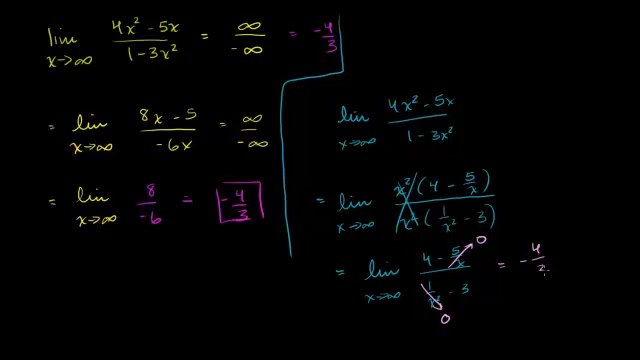 lim x→∞ (4x² - 5x)/(1 - 3x²) = ∞/-∞ = -4/3
= lim x→∞ (8x - 5)/(-6x) = ∞/-∞
= lim x→∞ 8/-6 = -4/3
lim x→∞ (4x² - 5x)/(1 - 3x²)
= lim x→∞ x²(4 - 5/x)/x²(1/x² - 3)
= lim x→∞ (4 - 5/x)/(1/x² - 3) = -4/3
0
0